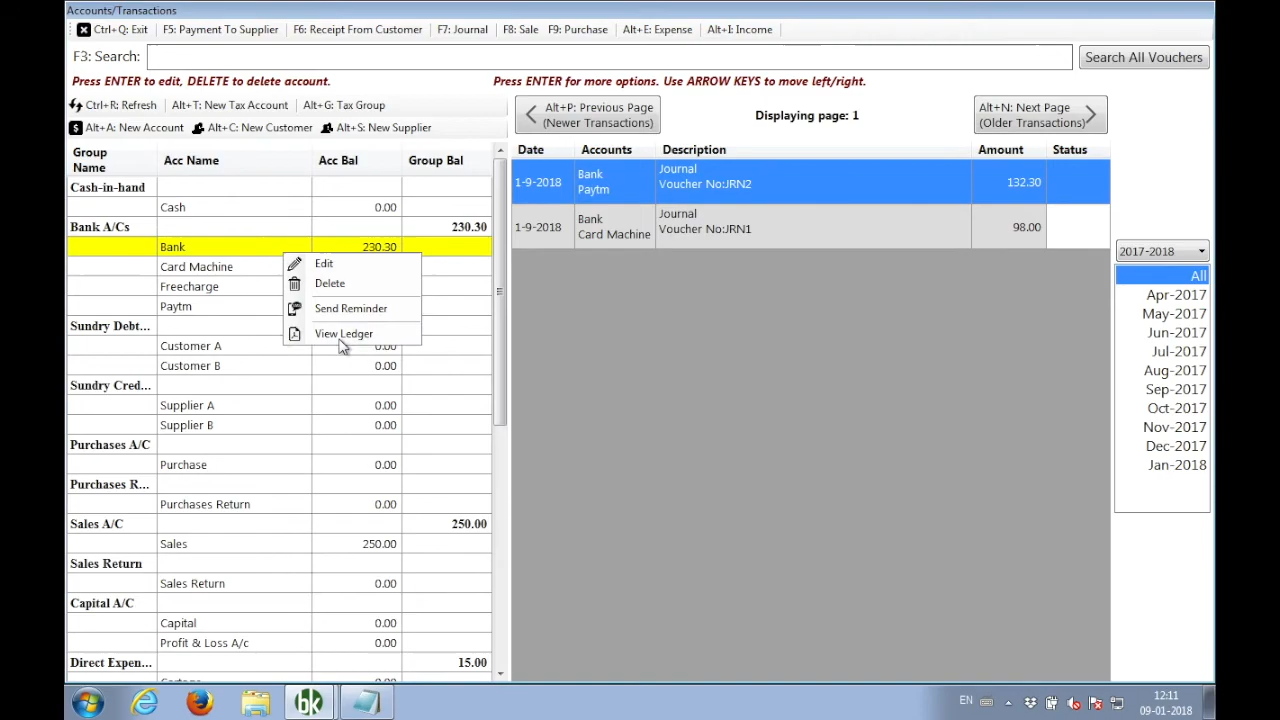 Accounts/Transactions
Ctrl+Q: Exit F5: Payment To Supplier F6: Receipt From Customer F7: Journal F8: Sale F9: Purchase Alt+E: Expense Alt+I: Income
F3: Search: Search All Vouchers
Press ENTER to edit, DELETE to delete account. Press ENTER for more options. Use ARROW KEYS to move left/right.
Ctrl+R: Refresh Alt+T: New Tax Account Alt+G: Tax Group
Alt+A: New Account Alt+C: New Customer Alt+S: New Supplier
Alt+P: Previous Page
(Newer Transactions)
Displaying page: 1
Alt+N: Next Page
(Older Transactions)
Group
Name Acc Name Acc Bal Group Bal
Cash-in-hand
Cash 0.00
Bank A/Cs 230.30
Bank 230.30
Card Machine
Freecharge
Paytm
Sundry Debt...
Customer A 0.00
Customer B 0.00
Sundry Cred...
Supplier A 0.00
Supplier B 0.00
Purchases A/C
Purchase 0.00
Purchases R...
Purchases Return 0.00
Sales A/C 250.00
Sales 250.00
Sales Return
Sales Return 0.00
Capital A/C
Capital 0.00
Profit & Loss A/c 0.00
Direct Expen... 15.00
Edit
Delete
Send Reminder
View Ledger
Date Accounts Description Amount Status
1-9-2018 Bank
Paytm Journal
Voucher No:JRN2 132.30
1-9-2018 Bank
Card Machine Journal
Voucher No:JRN1 98.00
2017-2018
All
Apr-2017
May-2017
Jun-2017
Jul-2017
Aug-2017
Sep-2017
Oct-2017
Nov-2017
Dec-2017
Jan-2018
bk
EN
12:11
09-01-2018